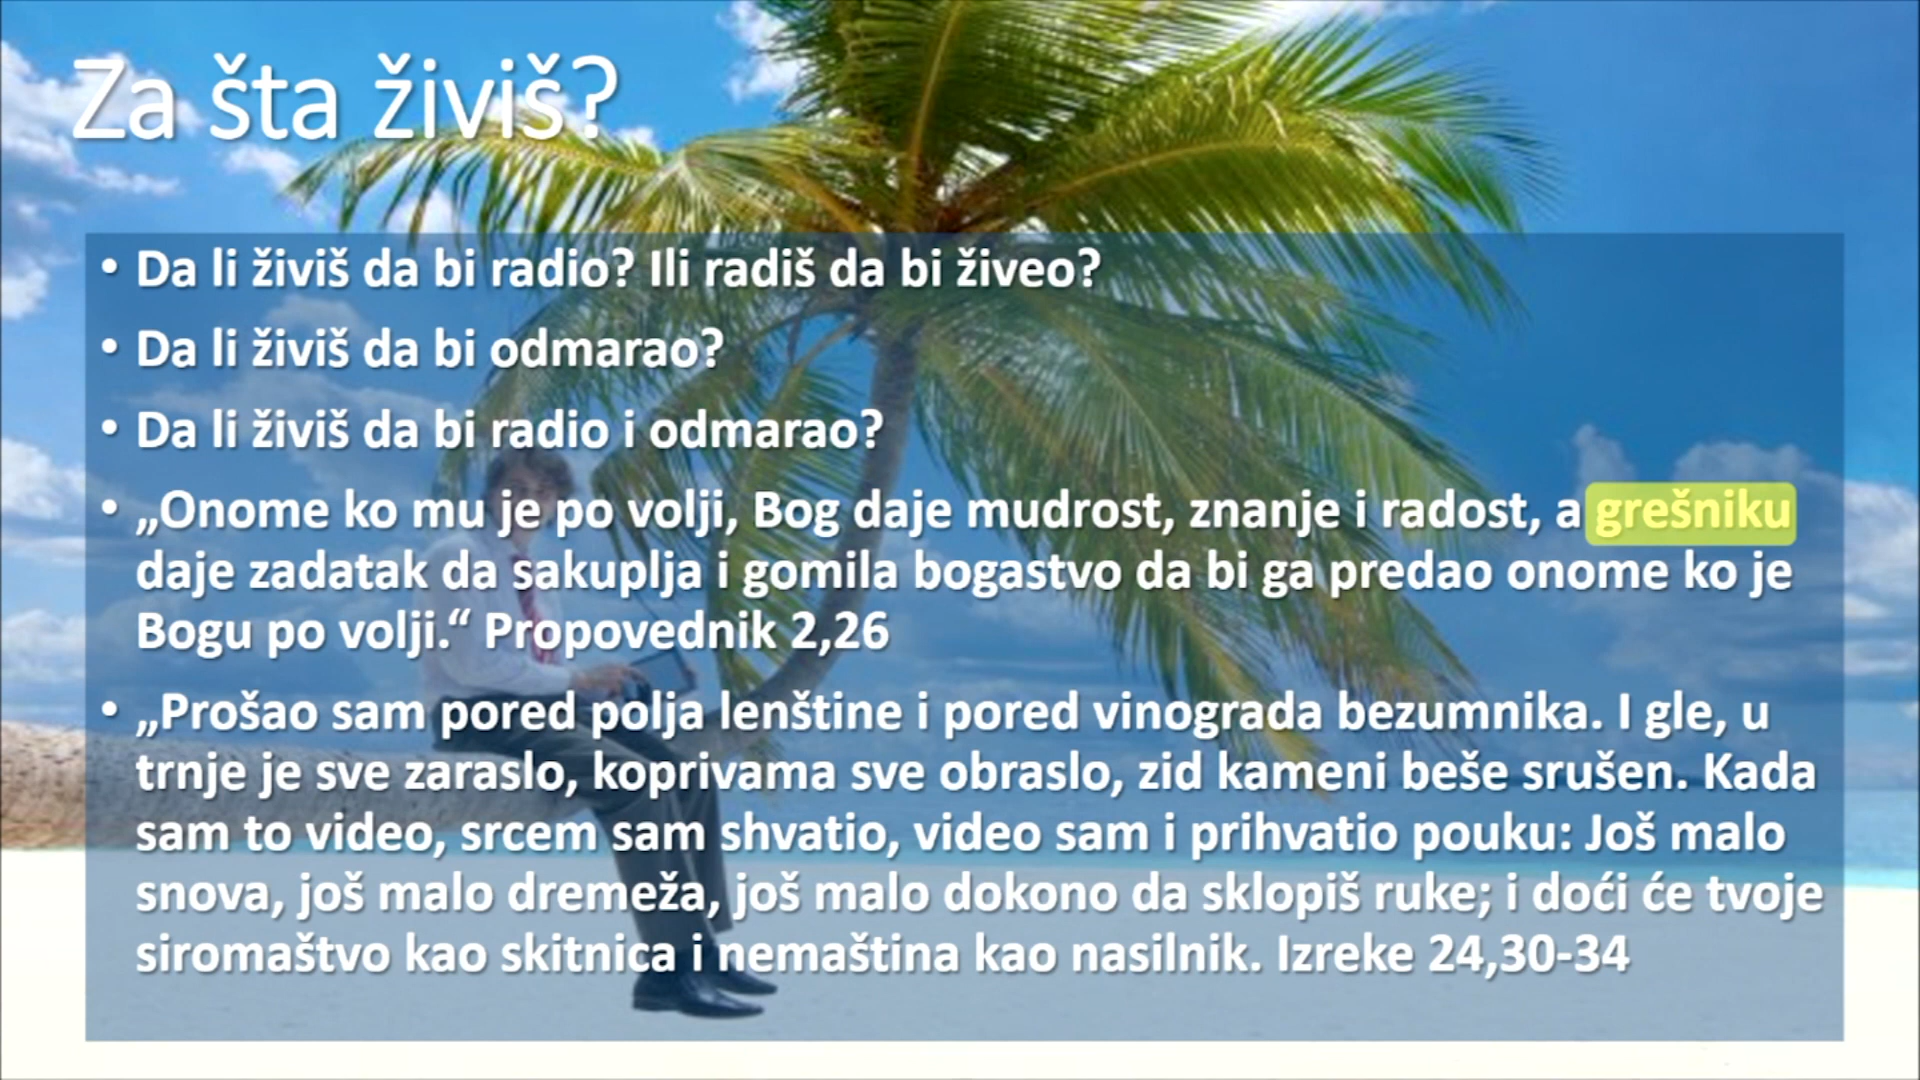 Za šta živiš?
• Da li živiš da bi radio? Ili radiš da bi živeo?
• Da li živiš da bi odmarao?
• Da li živiš da bi radio i odmarao?
• „Onome ko mu je po volji, Bog daje mudrost, znanje i radost, a grešniku
daje zadatak da sakuplja i gomila bogastvo da bi ga predao onome ko je
Bogu po volji.“ Propovednik 2,26
• „Prošao sam pored polja lenštine i pored vinograda bezumnika. I gle, u
trnje je sve zaraslo, koprivama sve obraslo, zid kameni beše srušen. Kada
sam to video, srcem sam shvatio, video sam i prihvatio pouku: Još malo
snova, još malo dremeža, još malo dokono da sklopiš ruke; i doći će tvoje
siromaštvo kao skitnica i nemaština kao nasilnik. Izreke 24,30-34